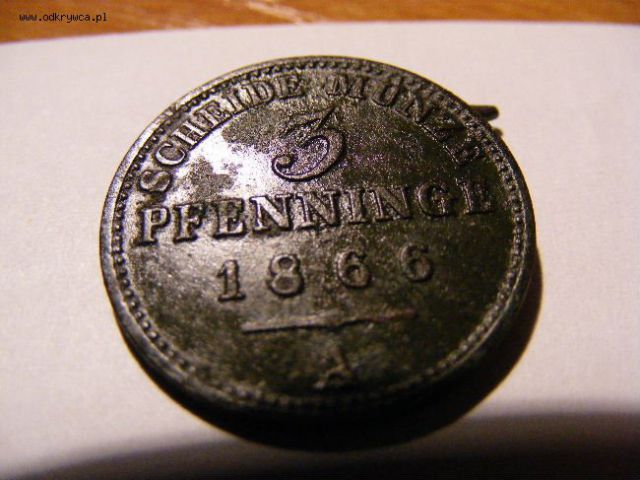 www.odkrywca.pl
SCHEIDE MÜNZE
3
PFENNINGE
1866
A